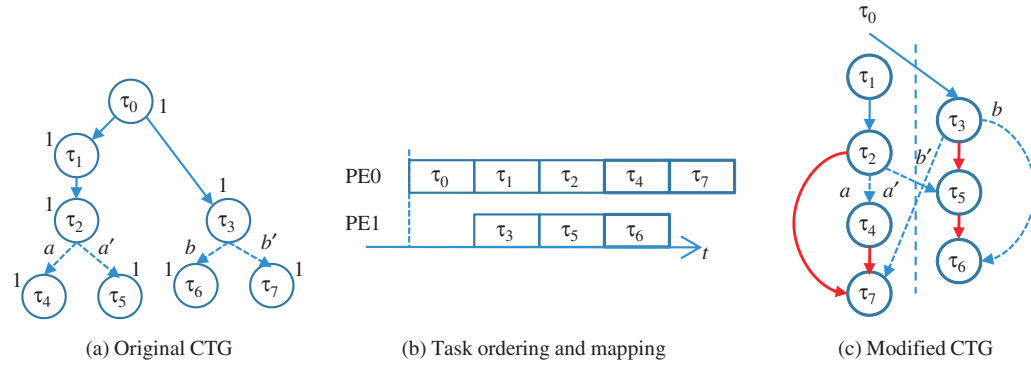 τ0
1
1
τ1
1
τ2
1
τ3
a a′ b b′
1 τ4 τ5 1 1 τ6 τ7 1
(a) Original CTG
PE0 τ0 τ1 τ2 τ4 τ7
PE1 τ3 τ5 τ6
t
(b) Task ordering and mapping
τ0
τ1
τ3 b
τ2 b′
a a′ τ5
τ4
τ6
τ7
(c) Modified CTG